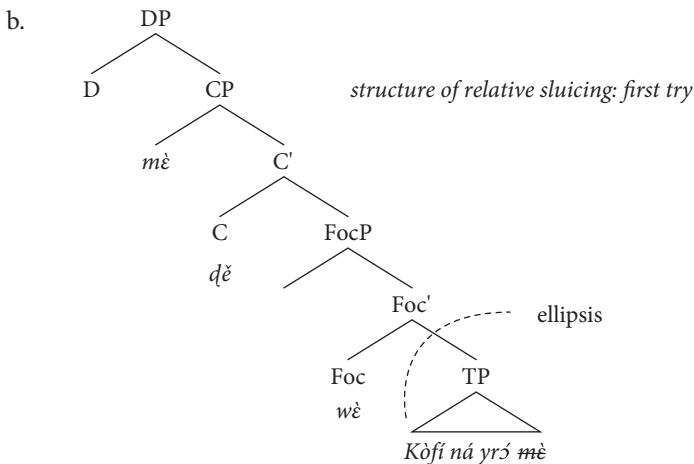 b.
DP
D CP structure of relative sluicing: first try
mὲ C'
C FocP
ɖě
Foc' ellipsis
Foc TP
wὲ
Kòfí ná yrɔ́ mὲ